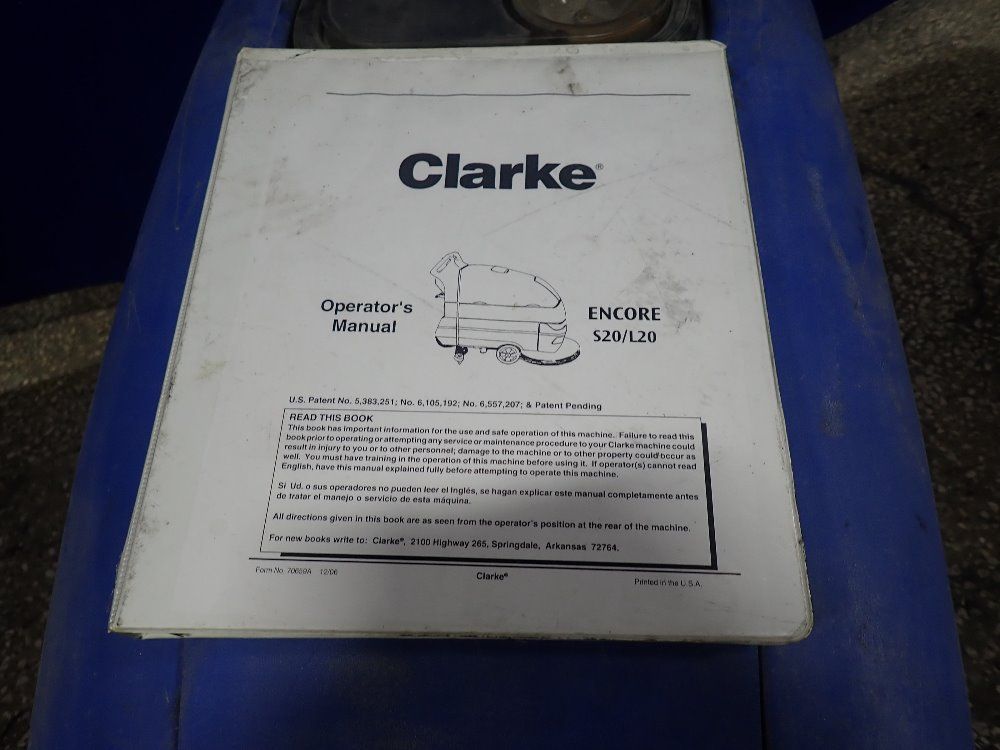 Clarke®
Operator's
Manual
ENCORE
S20/L20
U.S. Patent No. 5,383,251; No. 6,105,192; No. 6,557,207; & Patent Pending
READ THIS BOOK
This book has important information for the use and safe operation of this machine. Failure to read this
book prior to operating or attempting any service or maintenance procedure to your Clarke machine could
result in injury to you or to other personnel; damage to the machine or to other property could occur as
well. You must have training in the operation of this machine before using it. If operator(s) cannot read
English, have this manual explained fully before attempting to operate this machine.
Si Ud. o sus operadores no pueden leer el Inglés, se hagan explicar este manual completamente antes
de tratar el manejo o servicio de esta máquina.
All directions given in this book are as seen from the operator's position at the rear of the machine.
For new books write to: Clarke®, 2100 Highway 265, Springdale, Arkansas 72764.
Form No. 70659A 12/06
Clarke®
Printed in the U.S.A.